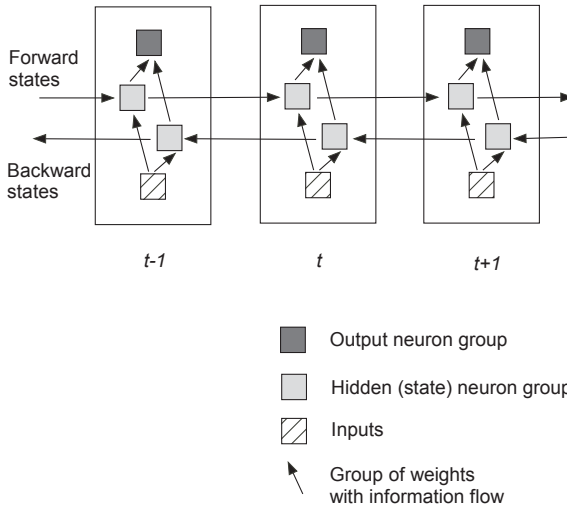 Forward
states
Backward
states
t-1
t
t+1
Output neuron group
Hidden (state) neuron group
Inputs
Group of weights
with information flow